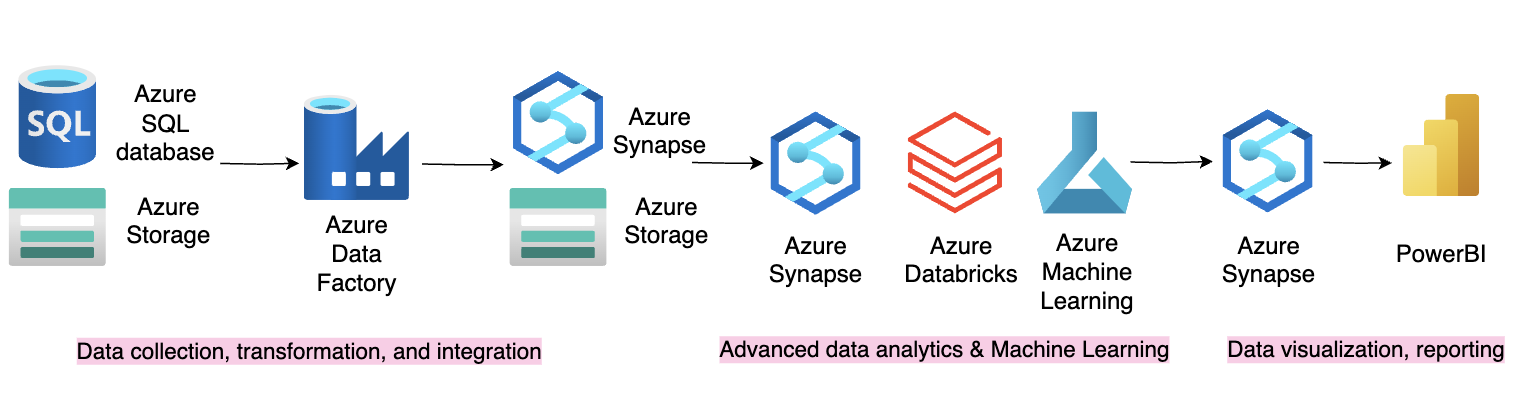 SQL
Azure
SQL
database
Azure
Storage
Azure
Data
Factory
Azure
Synapse
Azure
Storage
Azure
Synapse
Azure
Databricks
Azure
Machine
Learning
Azure
Synapse
PowerBI
Data collection, transformation, and integration
Advanced data analytics & Machine Learning
Data visualization, reporting